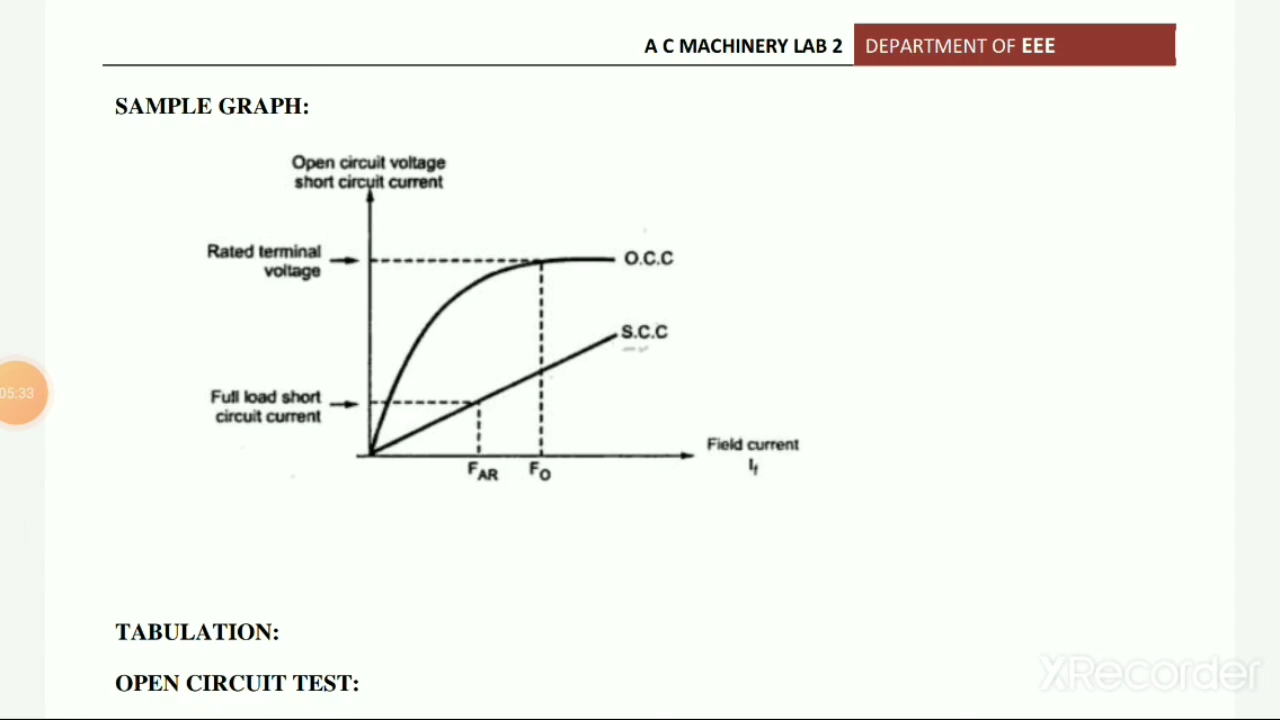 A C MACHINERY LAB 2 DEPARTMENT OF EEE
SAMPLE GRAPH:
Open circuit voltage
short circuit current
Rated terminal
voltage
O.C.C
S.C.C
05:33
Full load short
circuit current
Field current
If
FAR FO
TABULATION:
OPEN CIRCUIT TEST:
XRecorder